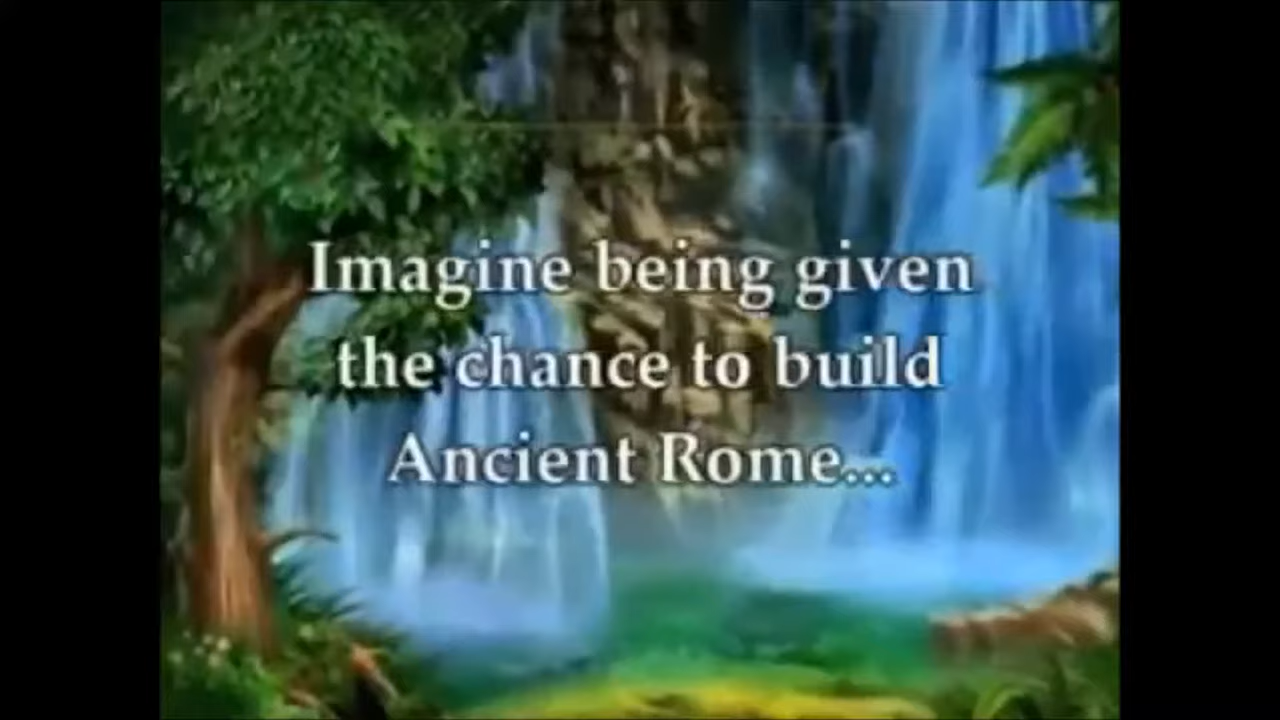 Imagine being given
the chance to build
Ancient Rome...